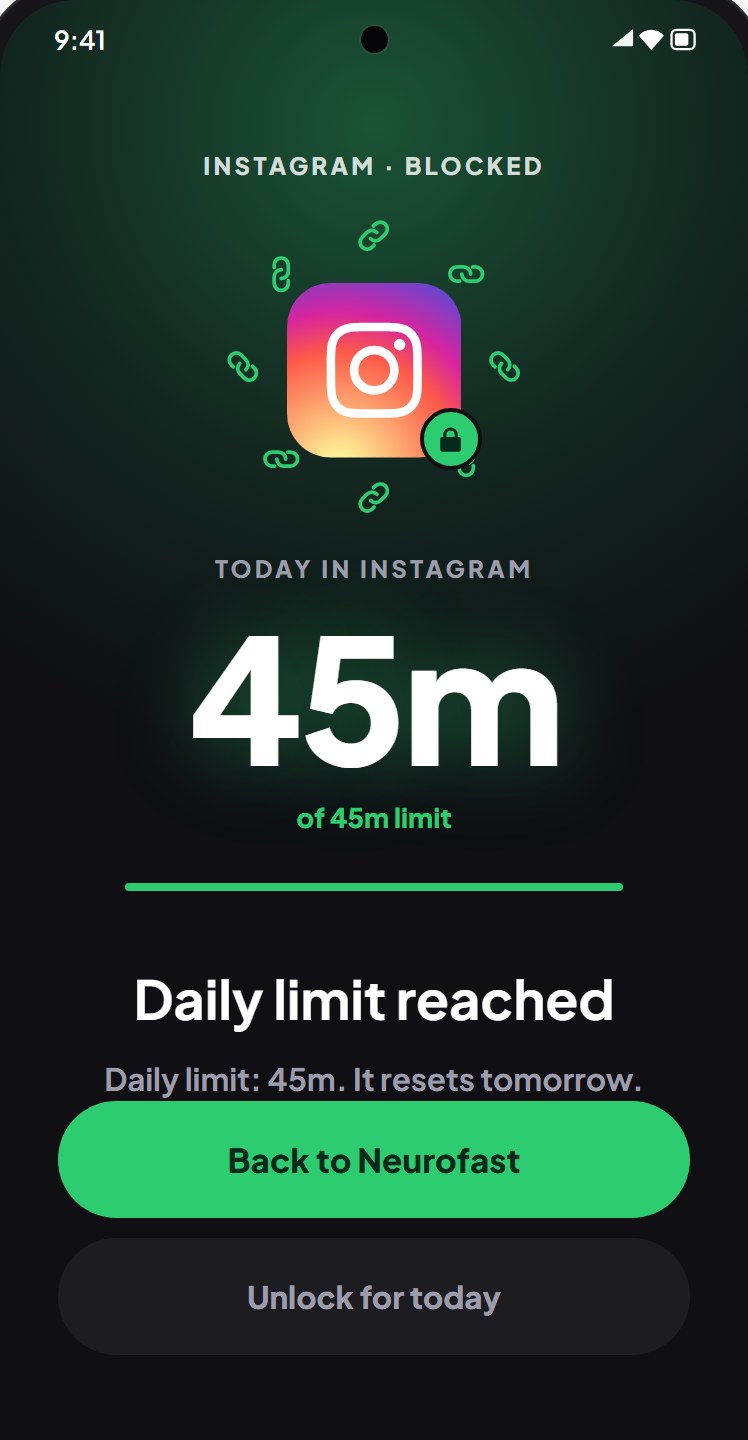 9:41
INSTAGRAM · BLOCKED
TODAY IN INSTAGRAM
45m
of 45m limit
Daily limit reached
Daily limit: 45m. It resets tomorrow.
Back to Neurofast
Unlock for today